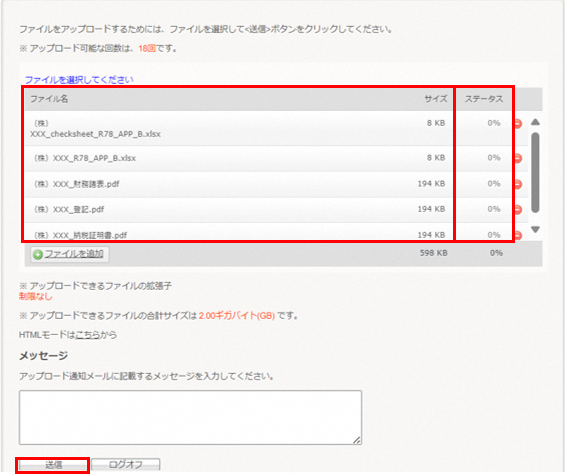 ファイルをアップロードするためには、ファイルを選択して<送信>ボタンをクリックしてください。
※ アップロード可能な回数は、18回です。
ファイルを選択してください
ファイル名 サイズ ステータス
（株）
XXX_checksheet_R78_APP_B.xlsx 8 KB 0%
（株）XXX_R78_APP_B.xlsx 8 KB 0%
（株）XXX_財務諸表.pdf 194 KB 0%
（株）XXX_登記.pdf 194 KB 0%
（株）XXX_納税証明書.pdf 194 KB 0%
ファイルを追加 598 KB 0%
※ アップロードできるファイルの拡張子
制限なし
※ アップロードできるファイルの合計サイズは 2.00ギガバイト(GB) です。
HTMLモードはこちらから
メッセージ
アップロード通知メールに記載するメッセージを入力してください。
送信 ログオフ